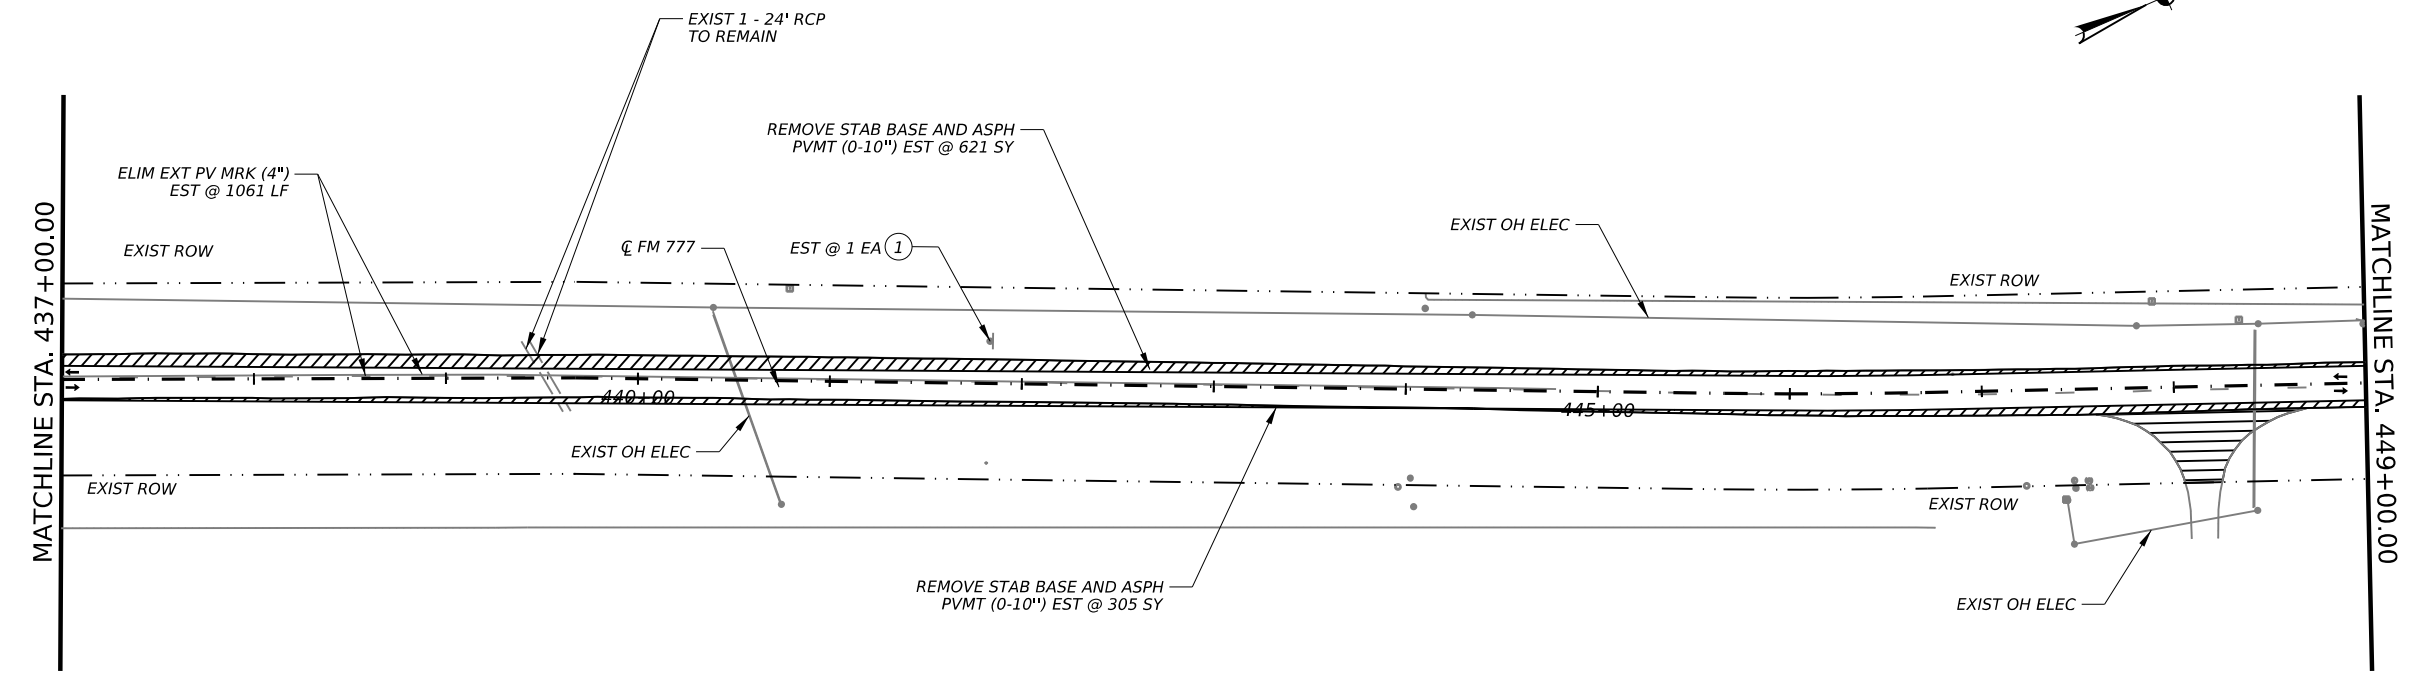 EXIST 1 - 24' RCP
TO REMAIN
REMOVE STAB BASE AND ASPH
PVMT (0-10") EST @ 621 SY
ELIM EXT PV MRK (4")
EST @ 1061 LF
EXIST OH ELEC
EXIST ROW
℄ FM 777
EST @ 1 EA 1
EXIST ROW
MATCHLINE STA. 437+00.00
MATCHLINE STA. 449+00.00
440+00
445+00
EXIST OH ELEC
EXIST ROW
EXIST ROW
REMOVE STAB BASE AND ASPH
PVMT (0-10") EST @ 305 SY
EXIST OH ELEC